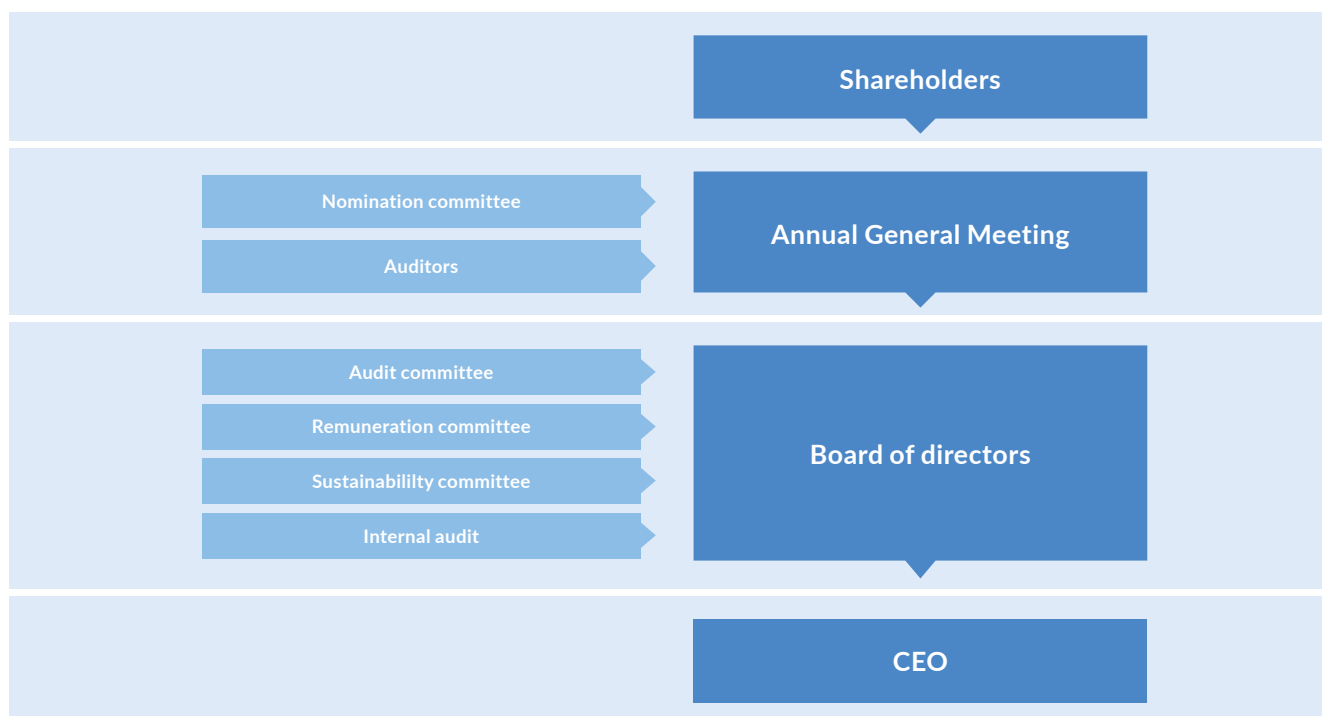 Shareholders
Nomination committee
Auditors
Annual General Meeting
Audit committee
Remuneration committee
Sustainabililty committee
Internal audit
Board of directors
CEO